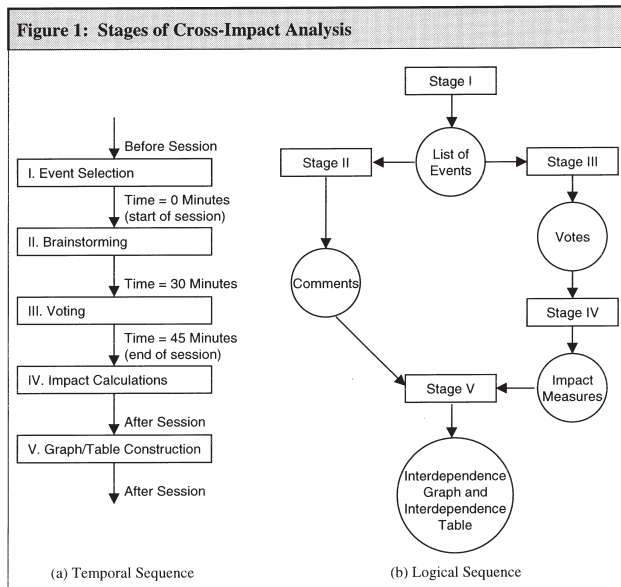 Figure 1: Stages of Cross-Impact Analysis
Before Session
I. Event Selection
Time = 0 Minutes
(start of session)
II. Brainstorming
Time = 30 Minutes
III. Voting
Time = 45 Minutes
(end of session)
IV. Impact Calculations
After Session
V. Graph/Table Construction
After Session
(a) Temporal Sequence
Stage I
List of
Events
Stage II
Stage III
Comments
Votes
Stage IV
Impact
Measures
Stage V
Interdependence
Graph and
Interdependence
Table
(b) Logical Sequence